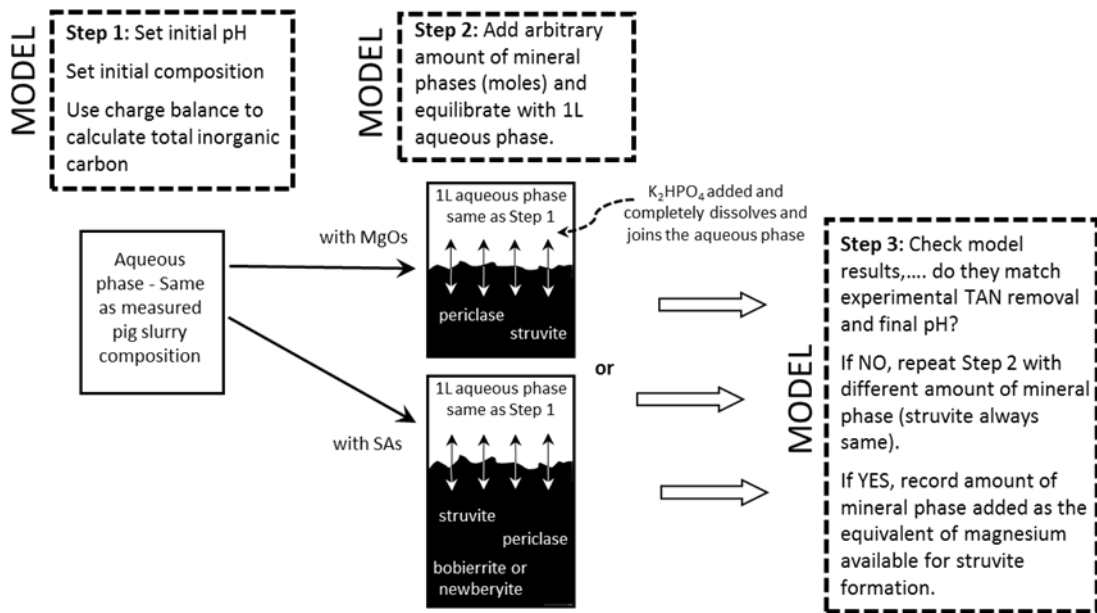 MODEL
Step 1: Set initial pH
Set initial composition
Use charge balance to
calculate total inorganic
carbon
MODEL
Step 2: Add arbitrary
amount of mineral
phases (moles) and
equilibrate with 1L
aqueous phase.
Aqueous
phase - Same
as measured
pig slurry
composition
with MgOs
1L aqueous phase
same as Step 1
periclase
struvite
K₂HPO₄ added and
completely dissolves and
joins the aqueous phase
or
with SAs
1L aqueous phase
same as Step 1
struvite
periclase
bobierrite or
newberyite
MODEL
Step 3: Check model
results,.... do they match
experimental TAN removal
and final pH?
If NO, repeat Step 2 with
different amount of mineral
phase (struvite always
same).
If YES, record amount of
mineral phase added as the
equivalent of magnesium
available for struvite
formation.